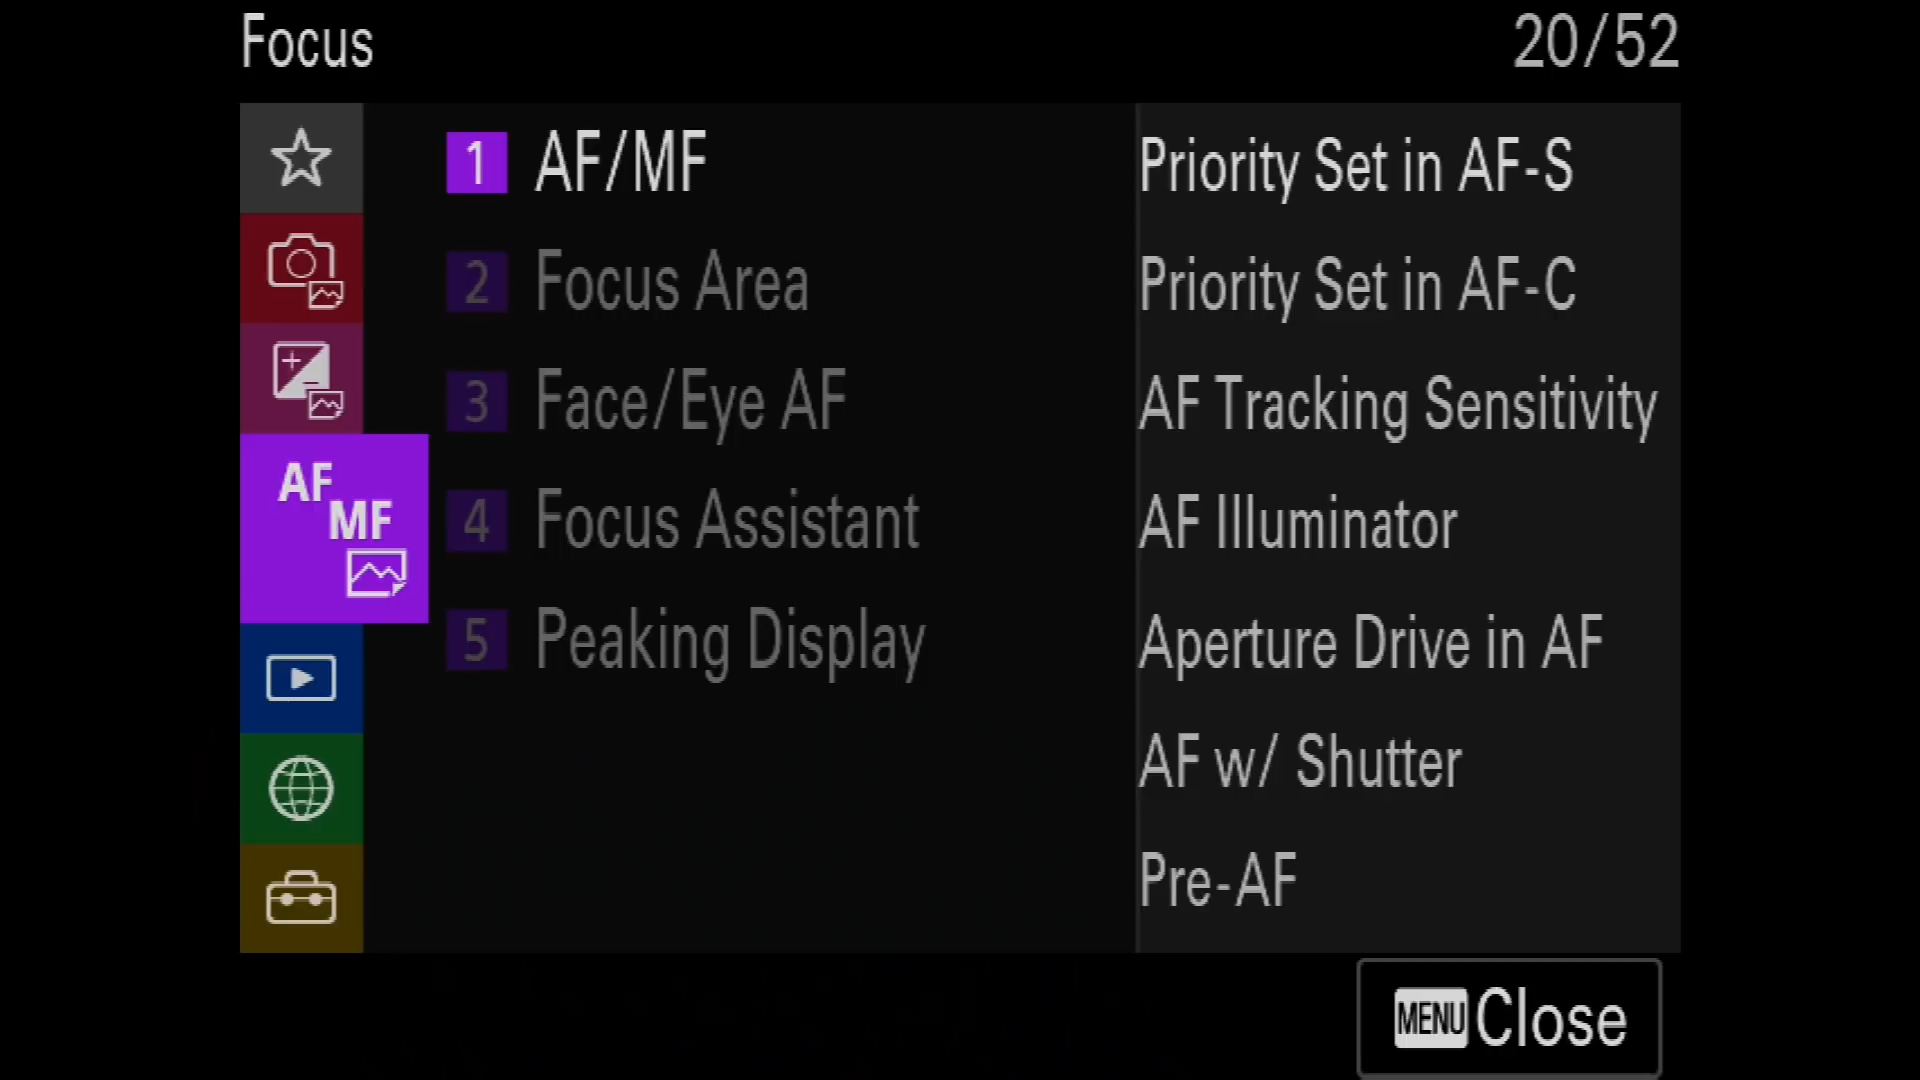 Focus 20/52
AF MF
1 AF/MF
2 Focus Area
3 Face/Eye AF
4 Focus Assistant
5 Peaking Display
Priority Set in AF-S
Priority Set in AF-C
AF Tracking Sensitivity
AF Illuminator
Aperture Drive in AF
AF w/ Shutter
Pre-AF
MENU Close